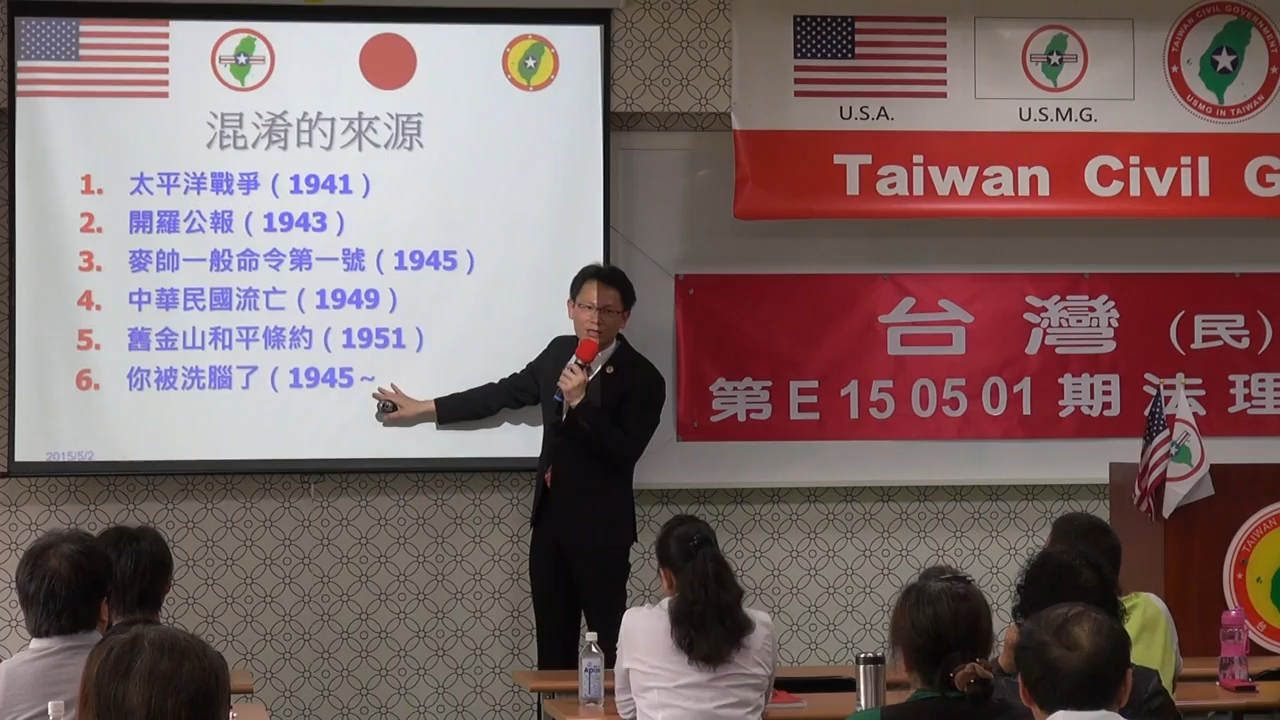 混淆的來源
1. 太平洋戰爭（1941）
2. 開羅公報（1943）
3. 麥帥一般命令第一號（1945）
4. 中華民國流亡（1949）
5. 舊金山和平條約（1951）
6. 你被洗腦了（1945～
2015/5/2
U.S.A.
U.S.M.G.
TAIWAN CIVIL GOVERNMENT
USMG IN TAIWAN
Taiwan Civil G
台灣（民）
第E150501期法理